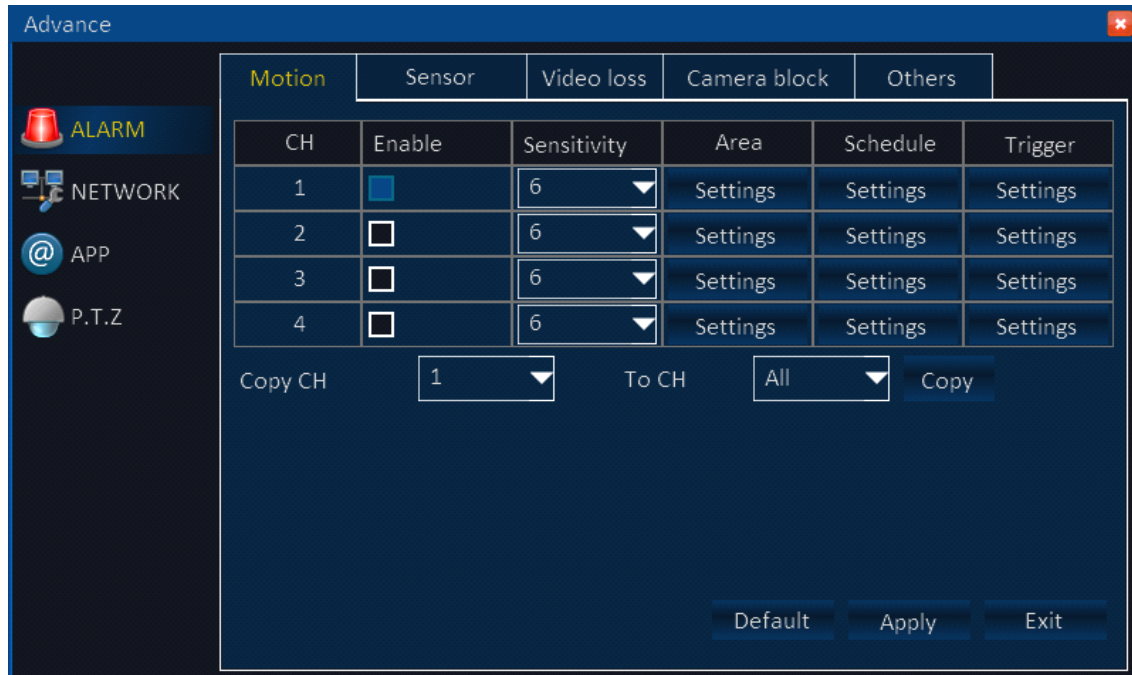 Advance
Motion Sensor Video loss Camera block Others
ALARM
NETWORK
@ APP
P.T.Z
CH Enable Sensitivity Area Schedule Trigger
1 6 Settings Settings Settings
2 6 Settings Settings Settings
3 6 Settings Settings Settings
4 6 Settings Settings Settings
Copy CH 1 To CH All Copy
Default Apply Exit